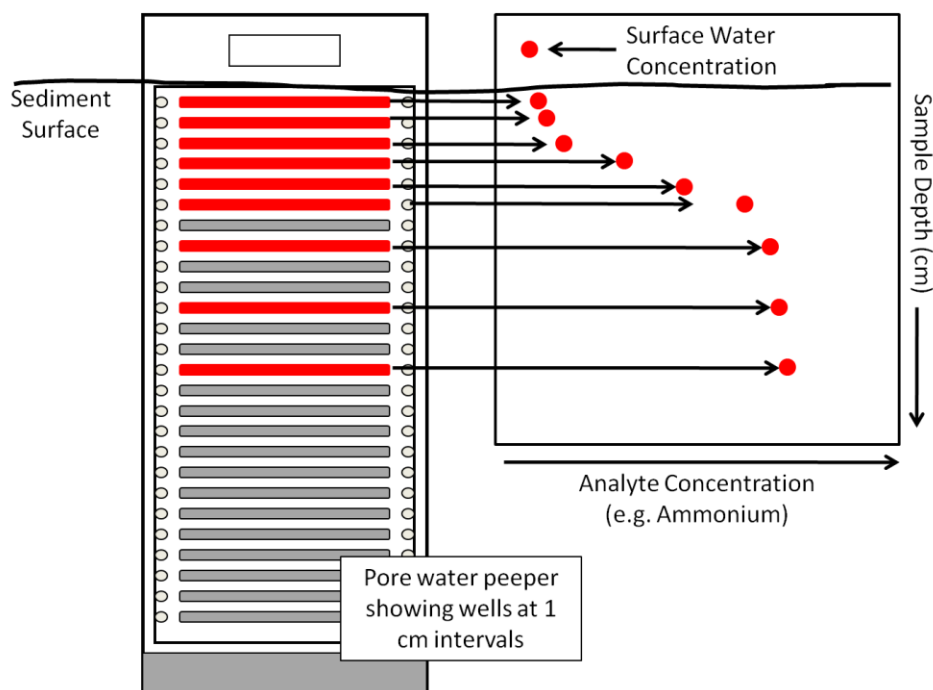 Surface Water
Concentration
Sediment
Surface
Sample Depth (cm)
Analyte Concentration
(e.g. Ammonium)
Pore water peeper
showing wells at 1
cm intervals